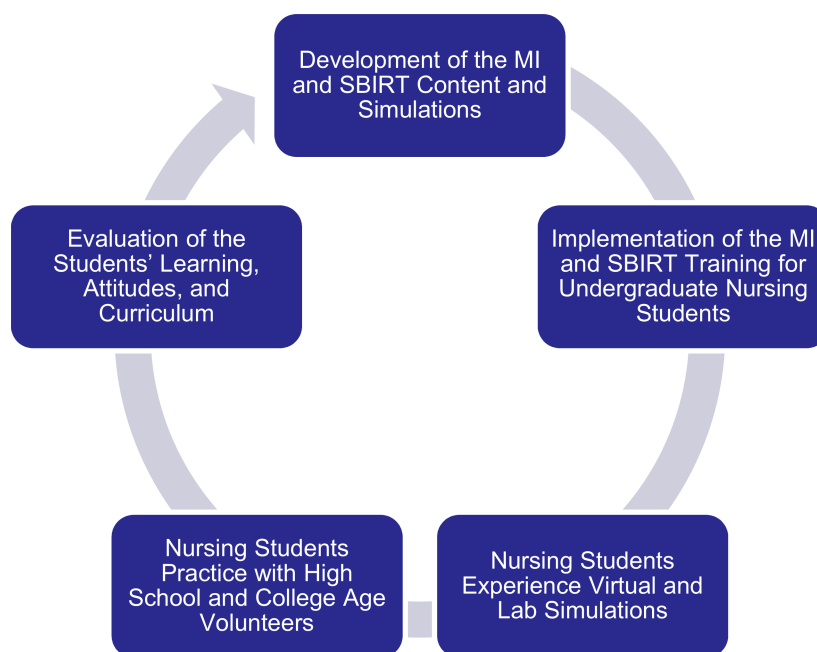 Development of the MI
and SBIRT Content and
Simulations
Implementation of the MI
and SBIRT Training for
Undergraduate Nursing
Students
Nursing Students
Experience Virtual and
Lab Simulations
Nursing Students
Practice with High
School and College Age
Volunteers
Evaluation of the
Students’ Learning,
Attitudes, and
Curriculum